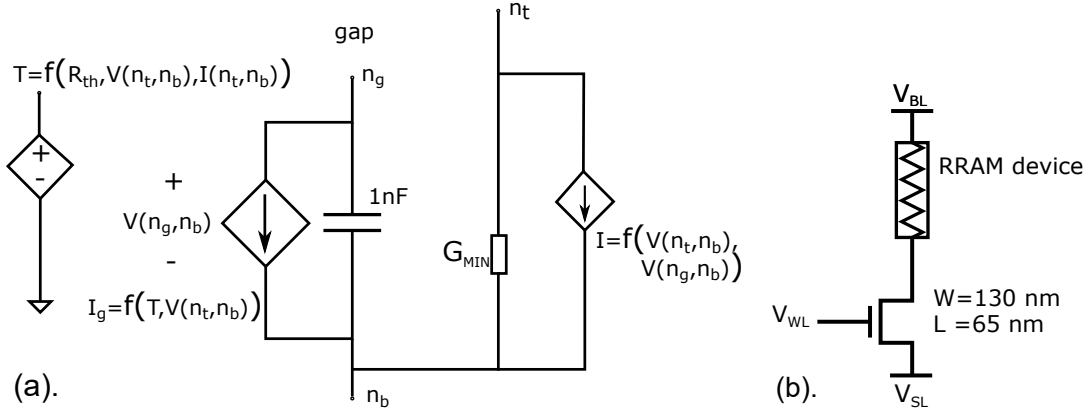 n_t
gap
T=f(R_th,V(n_t,n_b),I(n_t,n_b))
n_g
V_BL
+
-
RRAM device
+
1nF
V(n_g,n_b)
-
G_MIN
I=f(V(n_t,n_b),
V(n_g,n_b))
I_g=f(T,V(n_t,n_b))
W=130 nm
L =65 nm
V_WL
(a).
n_b
(b).
V_SL